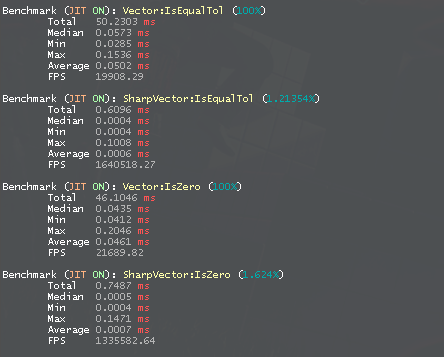 Benchmark (JIT ON): Vector:IsEqualTol (100%)
Total 50.2303 ms
Median 0.0573 ms
Min 0.0285 ms
Max 0.1536 ms
Average 0.0502 ms
FPS 19908.29
Benchmark (JIT ON): SharpVector:IsEqualTol (1.21354%)
Total 0.6096 ms
Median 0.0004 ms
Min 0.0004 ms
Max 0.1008 ms
Average 0.0006 ms
FPS 1640518.27
Benchmark (JIT ON): Vector:IsZero (100%)
Total 46.1046 ms
Median 0.0435 ms
Min 0.0412 ms
Max 0.2046 ms
Average 0.0461 ms
FPS 21689.82
Benchmark (JIT ON): SharpVector:IsZero (1.624%)
Total 0.7487 ms
Median 0.0005 ms
Min 0.0004 ms
Max 0.1471 ms
Average 0.0007 ms
FPS 1335582.64